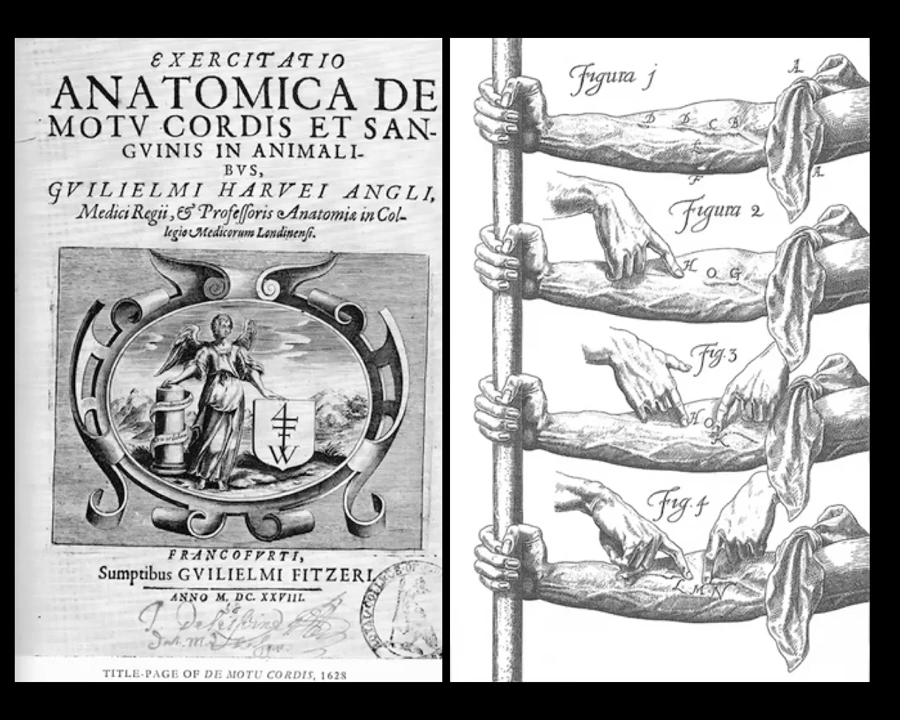 EXERCITATIO
ANATOMICA DE
MOTV CORDIS ET SAN-
GVINIS IN ANIMALI-
BVS,
GVILIELMI HARVEI ANGLI,
Medici Regii, & Professoris Anatomiæ in Col-
legio Medicorum Londinensi.
4
F
W
FRANCOFVRTI,
Sumptibus GVILIELMI FITZERI.
ANNO M. DC. XXVIII.
TITLE-PAGE OF DE MOTU CORDIS, 1628
Figura 1
A
D D C B
E
F
A
Figura 2
H O G
Fig. 3
H O
K
Fig. 4
L M N